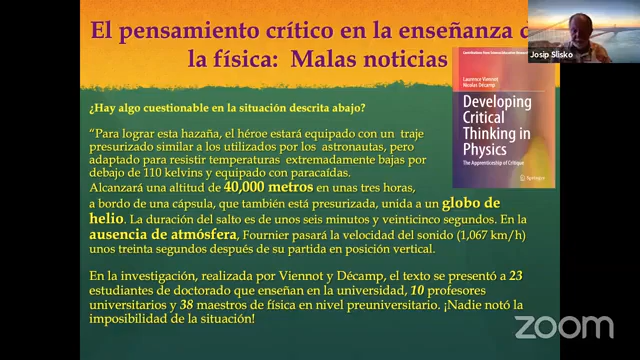 El pensamiento crítico en la enseñanza d
la física: Malas noticias
Josip Slisko
¿Hay algo cuestionable en la situación descrita abajo?
“Para lograr esta hazaña, el héroe estará equipado con un traje
presurizado similar a los utilizados por los astronautas, pero
adaptado para resistir temperaturas extremadamente bajas por
debajo de 110 kelvins y equipado con paracaídas.
Alcanzará una altitud de 40,000 metros en unas tres horas,
a bordo de una cápsula, que también está presurizada, unida a un globo de
helio. La duración del salto es de unos seis minutos y veinticinco segundos. En la
ausencia de atmósfera, Fournier pasará la velocidad del sonido (1,067 km/h)
unos treinta segundos después de su partida en posición vertical.
En la investigación, realizada por Viennot y Décamp, el texto se presentó a 23
estudiantes de doctorado que enseñan en la universidad, 10 profesores
universitarios y 38 maestros de física en nivel preuniversitario. ¡Nadie notó la
imposibilidad de la situación!
Laurence Viennot
Nicolas Décamp
Developing
Critical
Thinking in
Physics
The Apprenticeship of Critique
Springer
zoom